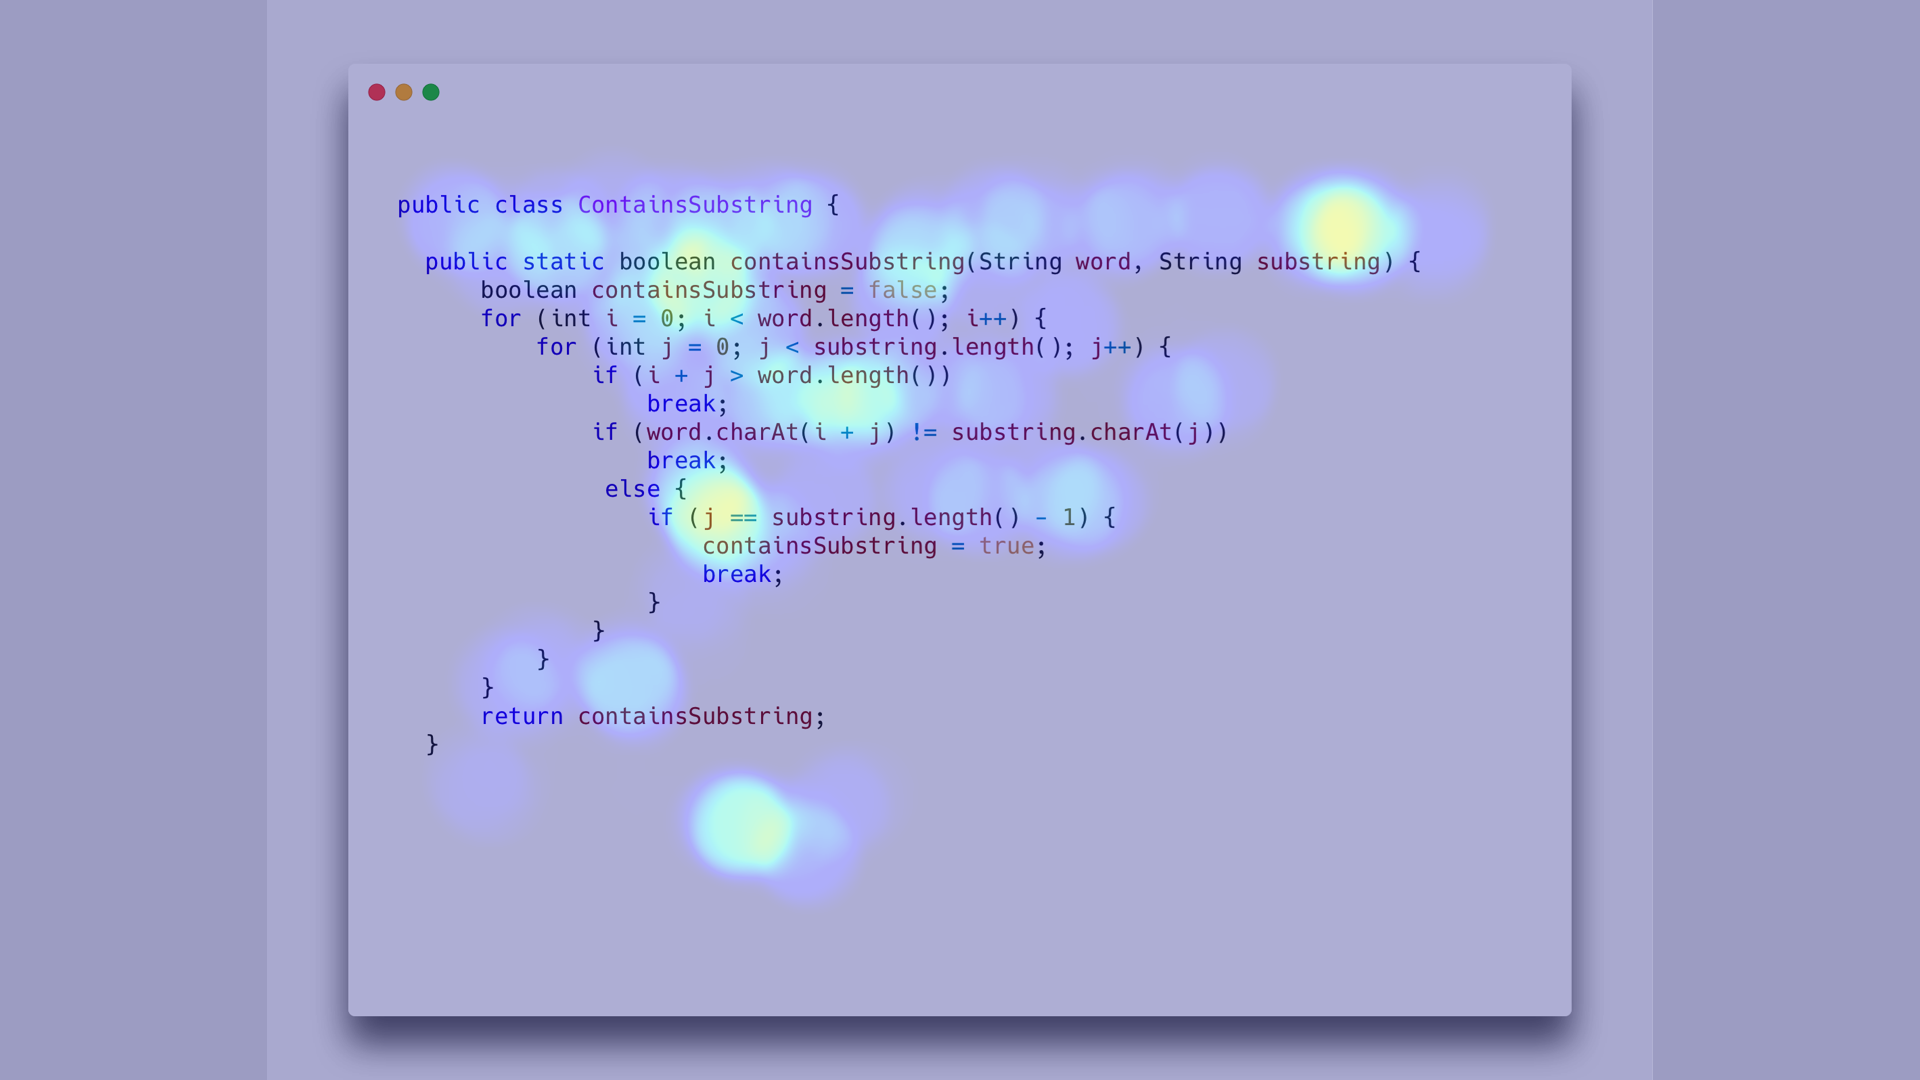 public class ContainsSubstring {
public static boolean containsSubstring(String word, String substring) {
boolean containsSubstring = false;
for (int i = 0; i < word.length(); i++) {
for (int j = 0; j < substring.length(); j++) {
if (i + j > word.length())
break;
if (word.charAt(i + j) != substring.charAt(j))
break;
else {
if (j == substring.length() - 1) {
containsSubstring = true;
break;
}
}
}
}
return containsSubstring;
}